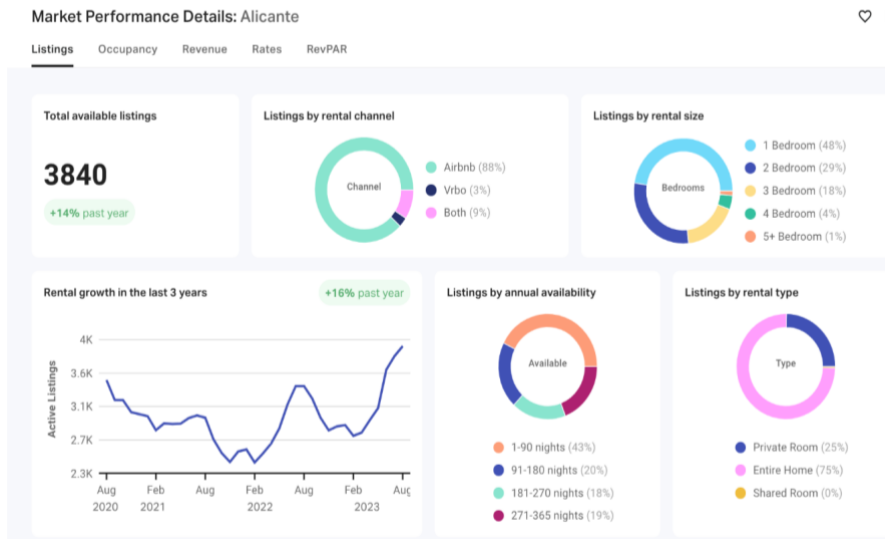 Market Performance Details: Alicante
Listings Occupancy Revenue Rates RevPAR
Total available listings
3840
+14% past year
Listings by rental channel
Channel
Airbnb (88%)
Vrbo (3%)
Both (9%)
Listings by rental size
Bedrooms
1 Bedroom (48%)
2 Bedroom (29%)
3 Bedroom (18%)
4 Bedroom (4%)
5+ Bedroom (1%)
Rental growth in the last 3 years
+16% past year
Active Listings
4K
3.6K
3.1K
2.7K
2.3K
Aug Feb Aug Feb Aug Feb Aug
2020 2021 2022 2023
Listings by annual availability
Available
1-90 nights (43%)
91-180 nights (20%)
181-270 nights (18%)
271-365 nights (19%)
Listings by rental type
Type
Private Room (25%)
Entire Home (75%)
Shared Room (0%)